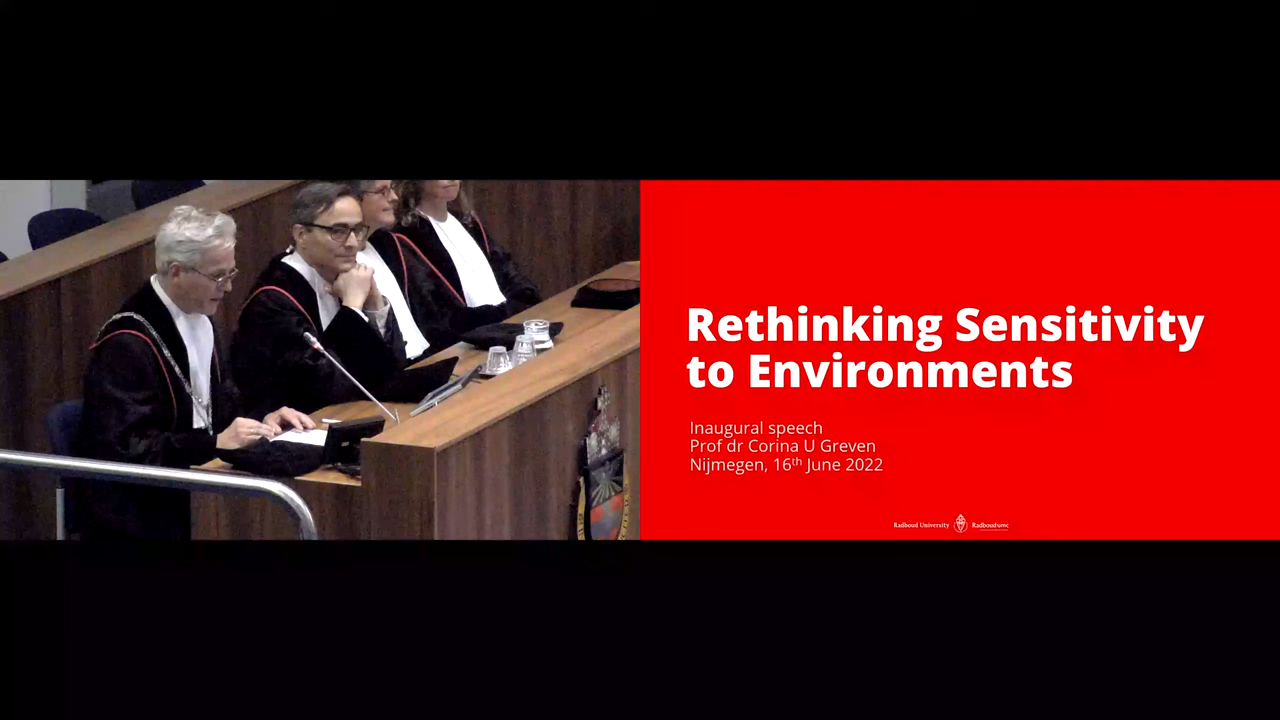 Rethinking Sensitivity
to Environments
Inaugural speech
Prof dr Corina U Greven
Nijmegen, 16th June 2022
Radboud University Radboudumc